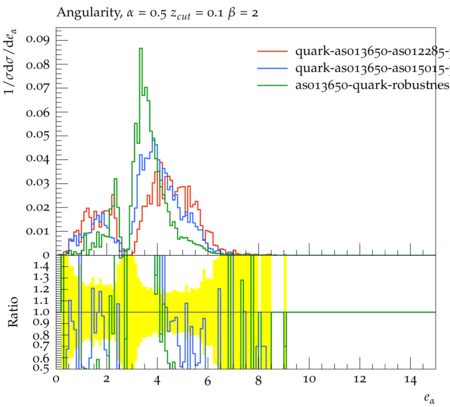 Angularity, α = 0.5 z_cut = 0.1 β = 2
1/σdσ/de_α
0.09
0.08
0.07
0.06
0.05
0.04
0.03
0.02
0.01
0
quark-as013650-as012285-
quark-as013650-as015015-
as013650-quark-robustnes
Ratio
1.4
1.3
1.2
1.1
1.0
0.9
0.8
0.7
0.6
0.5
0 2 4 6 8 10 12 14
e_α